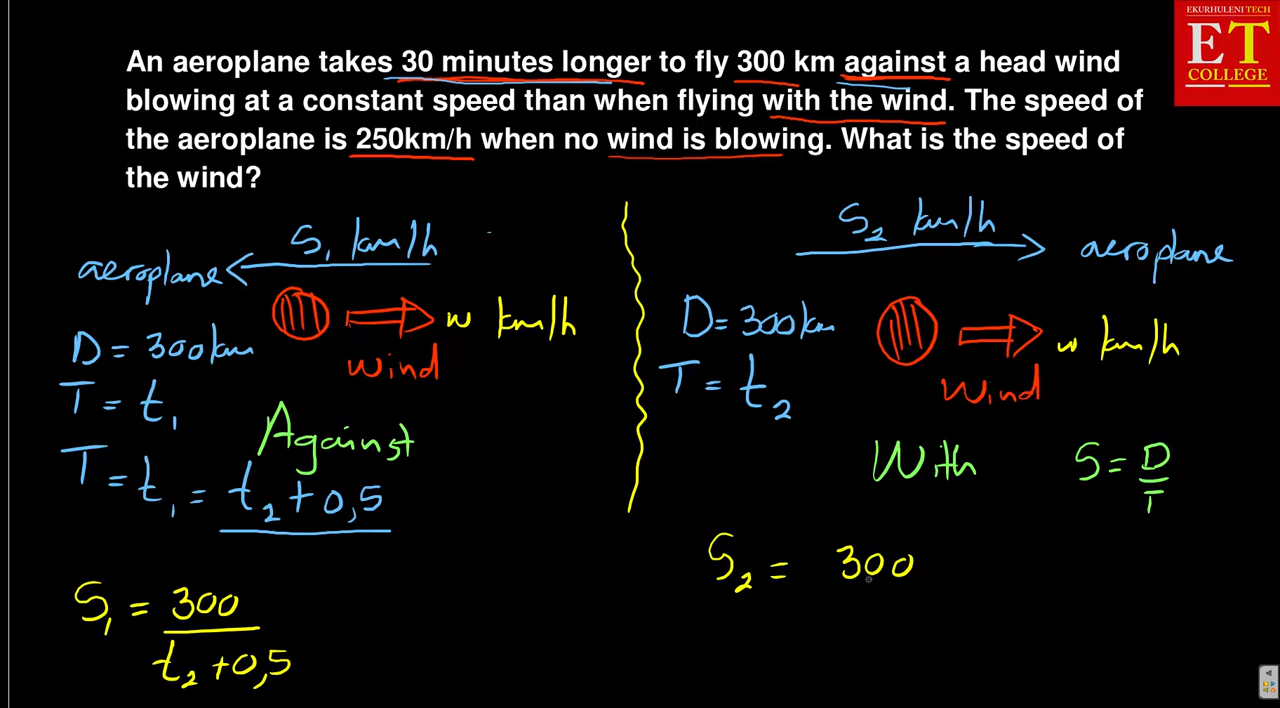 EKURHULENI TECH
ET
COLLEGE
An aeroplane takes 30 minutes longer to fly 300 km against a head wind
blowing at a constant speed than when flying with the wind. The speed of
the aeroplane is 250km/h when no wind is blowing. What is the speed of
the wind?
S₁ km/h
aeroplane
w km/h
wind
D = 300km
T = t₁
Against
T = t₁ = t₂ + 0,5
S₁ = 300
t₂ + 0,5
S₂ km/h
aeroplane
D = 300km
w km/h
T = t₂
Wind
With
S = D
T
S₂ = 300